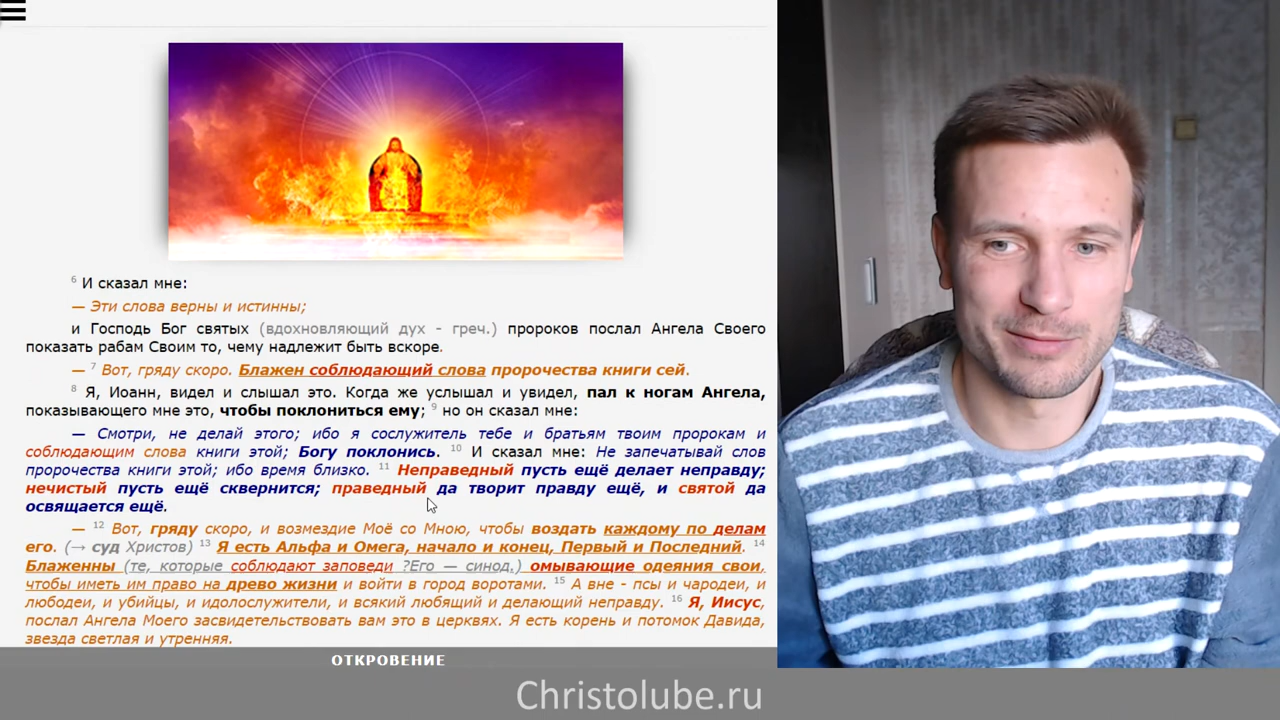 6 И сказал мне:
— Эти слова верны и истинны;
и Господь Бог святых (вдохновляющий дух - греч.) пророков послал Ангела Своего
показать рабам Своим то, чему надлежит быть вскоре.
— 7 Вот, гряду скоро. Блажен соблюдающий слова пророчества книги сей.
8 Я, Иоанн, видел и слышал это. Когда же услышал и увидел, пал к ногам Ангела,
показывающего мне это, чтобы поклониться ему; 9 но он сказал мне:
— Смотри, не делай этого; ибо я сослужитель тебе и братьям твоим пророкам и
соблюдающим слова книги этой; Богу поклонись. 10 И сказал мне: Не запечатывай слов
пророчества книги этой; ибо время близко. 11 Неправедный пусть ещё делает неправду;
нечистый пусть ещё сквернится; праведный да творит правду ещё, и святой да
освящается ещё.
— 12 Вот, гряду скоро, и возмездие Моё со Мною, чтобы воздать каждому по делам
его. (→ суд Христов) 13 Я есть Альфа и Омега, начало и конец, Первый и Последний. 14
Блаженны (те, которые соблюдают заповеди ?Его — синод.) омывающие одеяния свои,
чтобы иметь им право на древо жизни и войти в город воротами. 15 А вне - псы и чародеи, и
любодеи, и убийцы, и идолослужители, и всякий любящий и делающий неправду. 16 Я, Иисус,
послал Ангела Моего засвидетельствовать вам это в церквях. Я есть корень и потомок Давида,
звезда светлая и утренняя.
ОТКРОВЕНИЕ
Christolube.ru